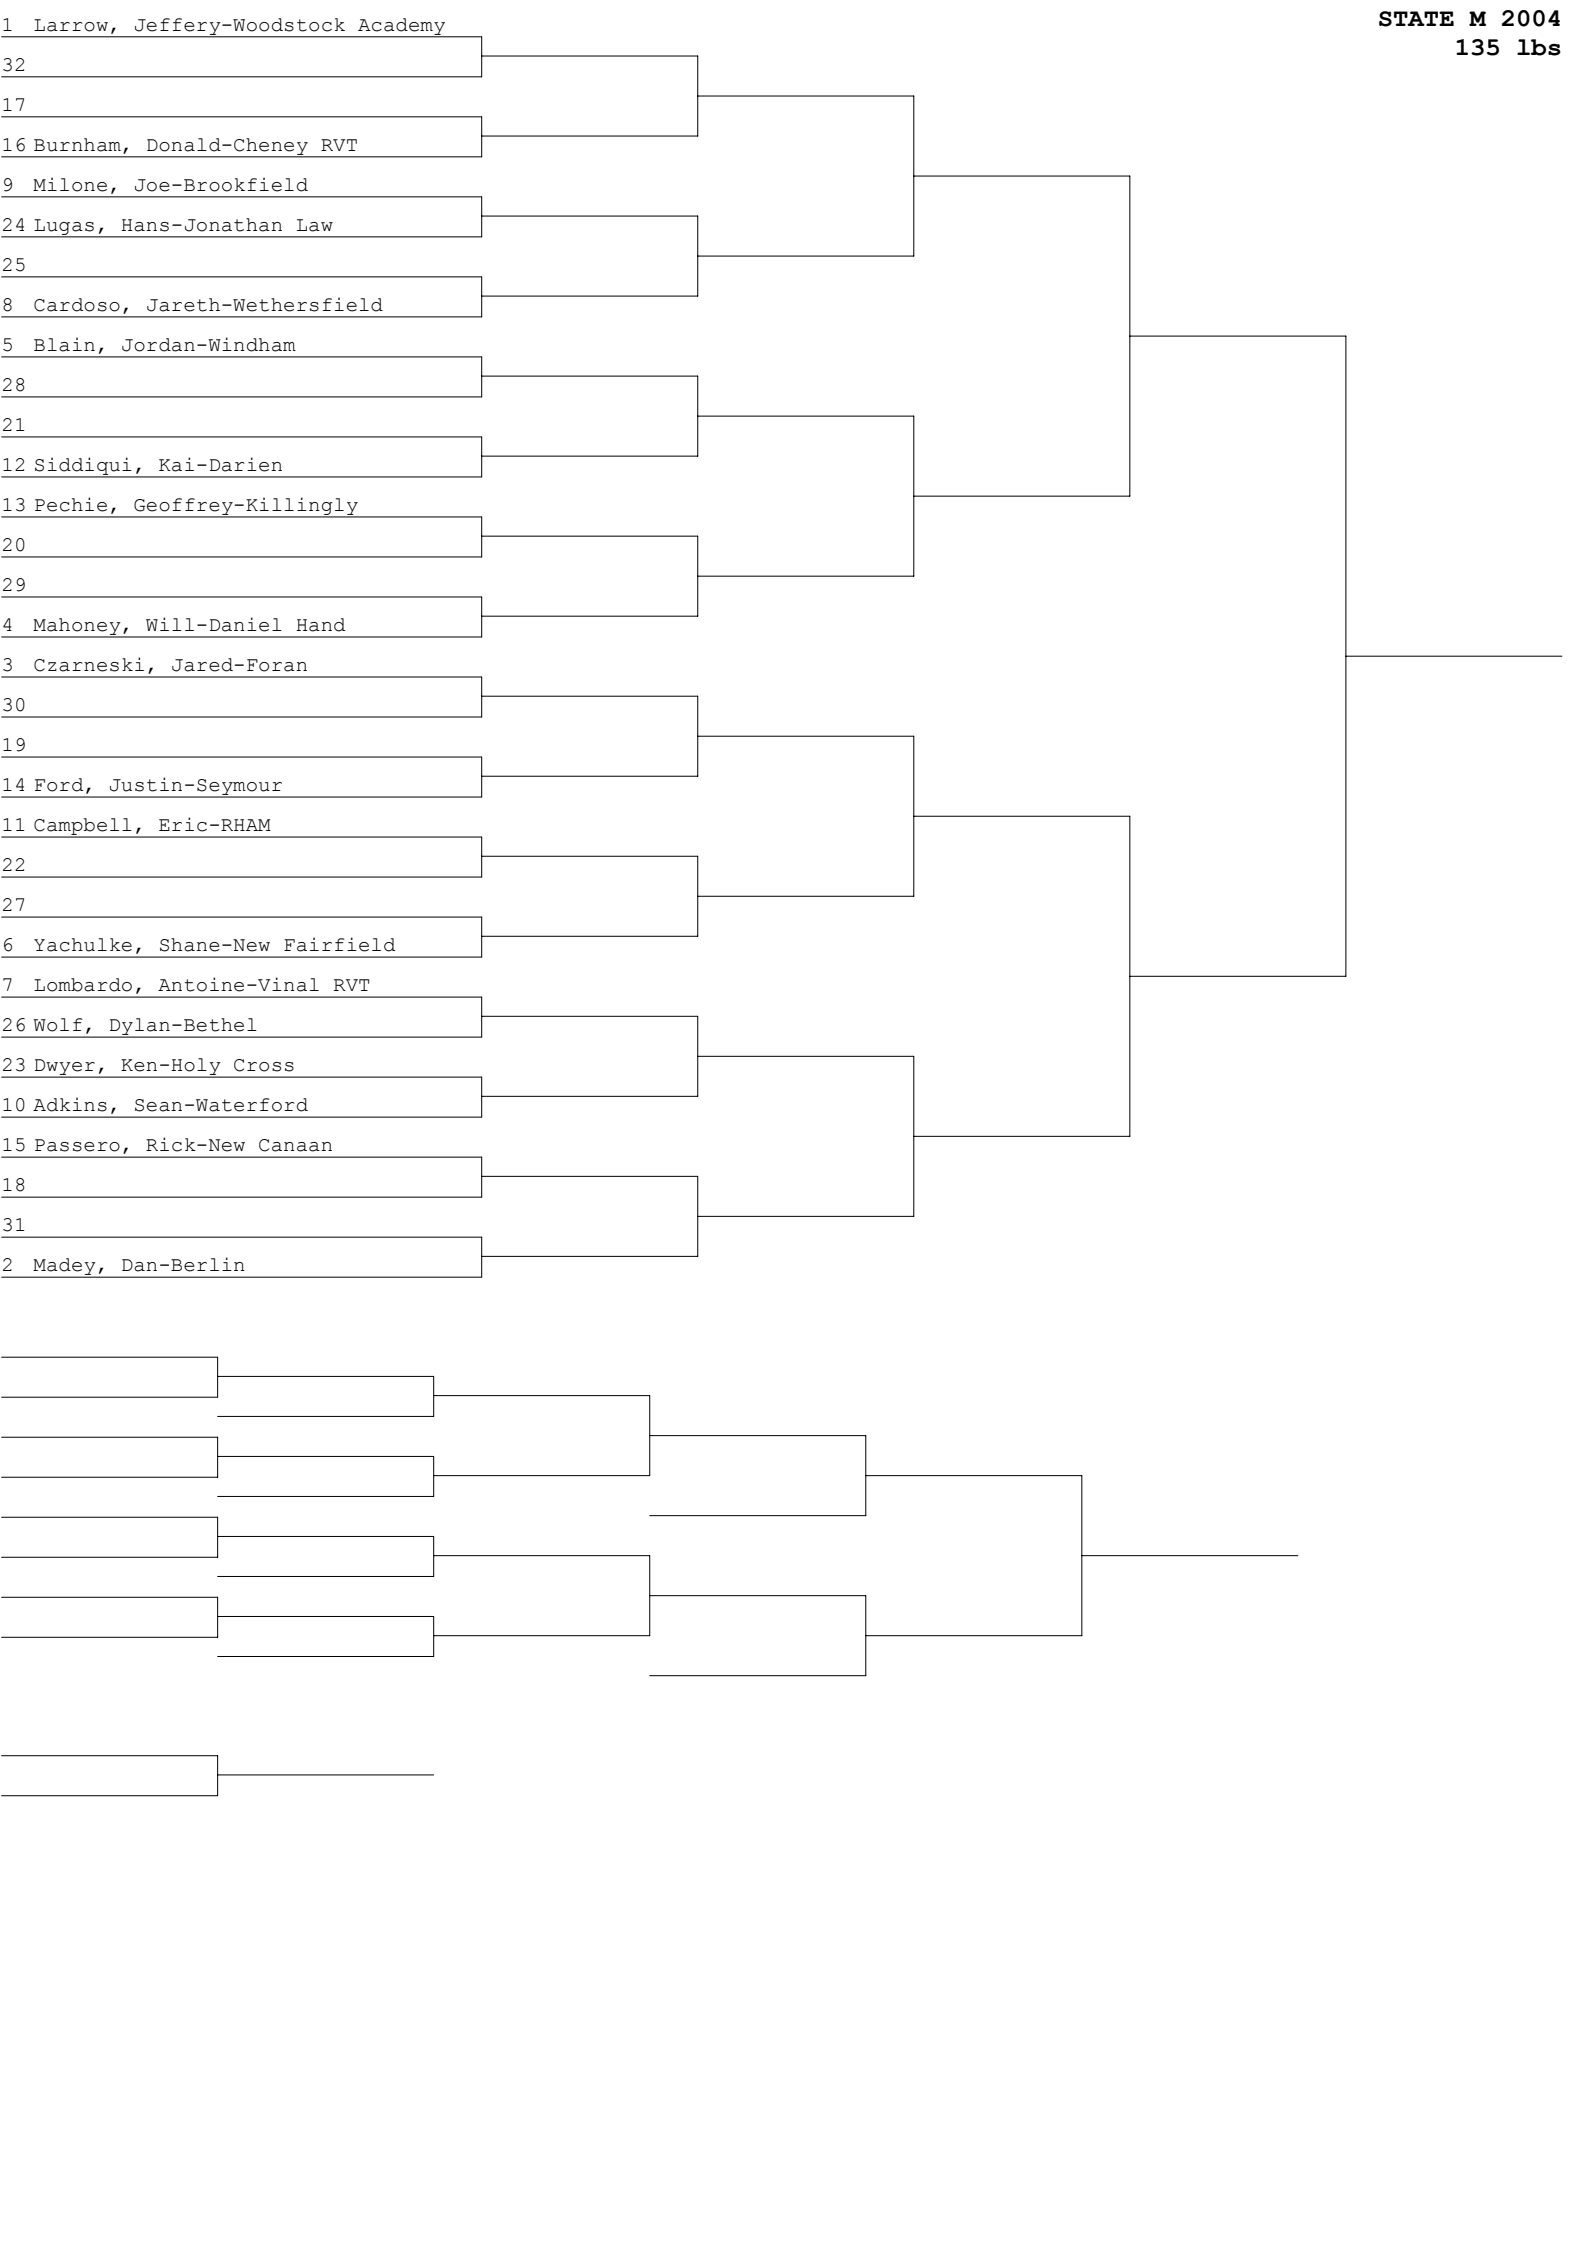 STATE M 2004
135 lbs
1 Larrow, Jeffery-Woodstock Academy
32
17
16 Burnham, Donald-Cheney RVT
9 Milone, Joe-Brookfield
24 Lugas, Hans-Jonathan Law
25
8 Cardoso, Jareth-Wethersfield
5 Blain, Jordan-Windham
28
21
12 Siddiqui, Kai-Darien
13 Pechie, Geoffrey-Killingly
20
29
4 Mahoney, Will-Daniel Hand
3 Czarneski, Jared-Foran
30
19
14 Ford, Justin-Seymour
11 Campbell, Eric-RHAM
22
27
6 Yachulke, Shane-New Fairfield
7 Lombardo, Antoine-Vinal RVT
26 Wolf, Dylan-Bethel
23 Dwyer, Ken-Holy Cross
10 Adkins, Sean-Waterford
15 Passero, Rick-New Canaan
18
31
2 Madey, Dan-Berlin